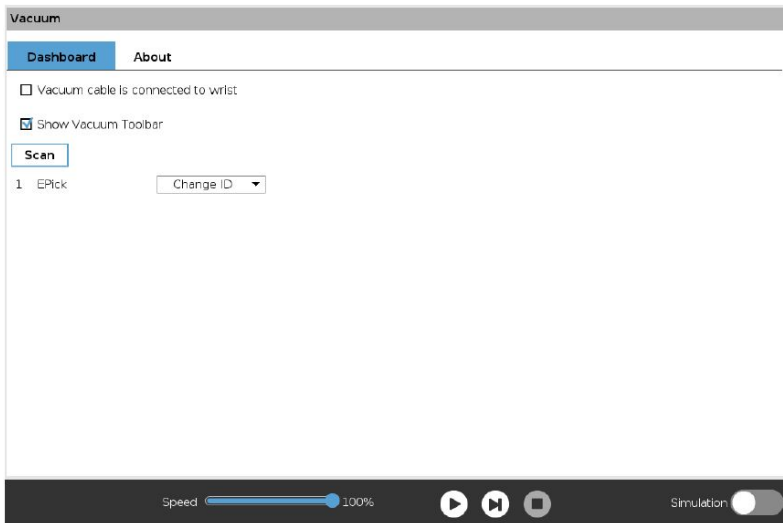 Vacuum
Dashboard About
Vacuum cable is connected to wrist
Show Vacuum Toolbar
Scan
1 EPick Change ID
Speed 100% Simulation